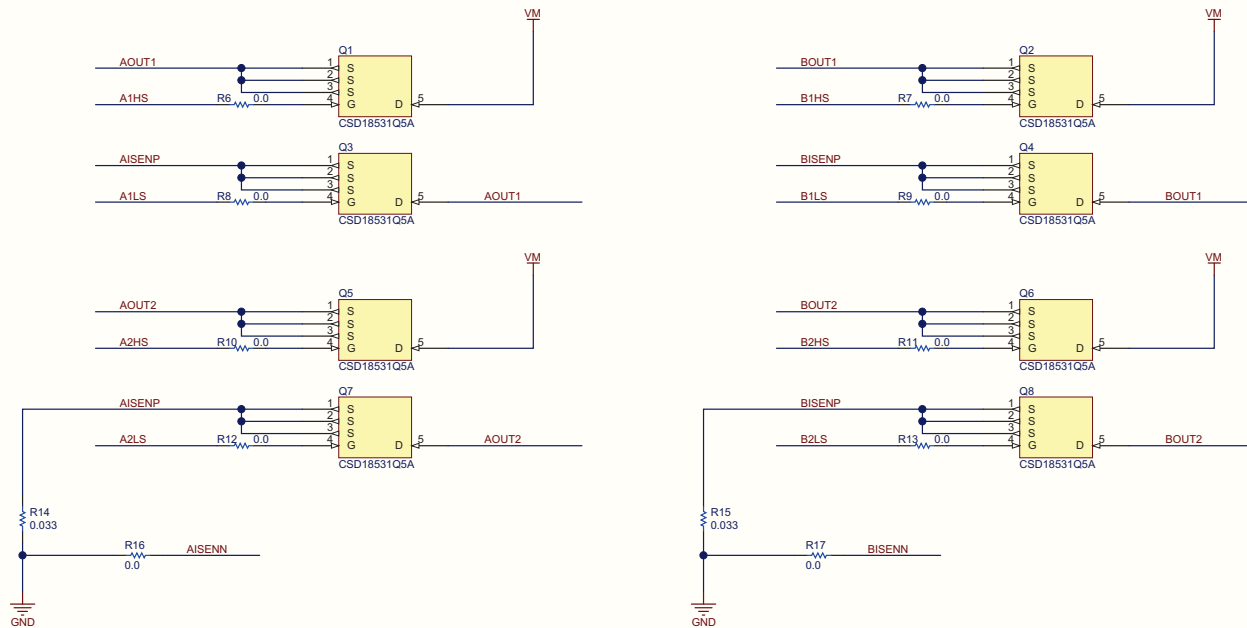 VM
Q1
AOUT1
1 S
2 S
3 S
A1HS R6 0.0 4 G D 5
CSD18531Q5A
Q3
AISENP
1 S
2 S
3 S
A1LS R8 0.0 4 G D 5 AOUT1
CSD18531Q5A
VM
Q5
AOUT2
1 S
2 S
3 S
A2HS R10 0.0 4 G D 5
CSD18531Q5A
Q7
AISENP
1 S
2 S
3 S
A2LS R12 0.0 4 G D 5 AOUT2
CSD18531Q5A
R14
0.033
R16
AISENN
0.0
GND
VM
Q2
BOUT1
1 S
2 S
3 S
B1HS R7 0.0 4 G D 5
CSD18531Q5A
Q4
BISENP
1 S
2 S
3 S
B1LS R9 0.0 4 G D 5 BOUT1
CSD18531Q5A
VM
Q6
BOUT2
1 S
2 S
3 S
B2HS R11 0.0 4 G D 5
CSD18531Q5A
Q8
BISENP
1 S
2 S
3 S
B2LS R13 0.0 4 G D 5 BOUT2
CSD18531Q5A
R15
0.033
R17
BISENN
0.0
GND